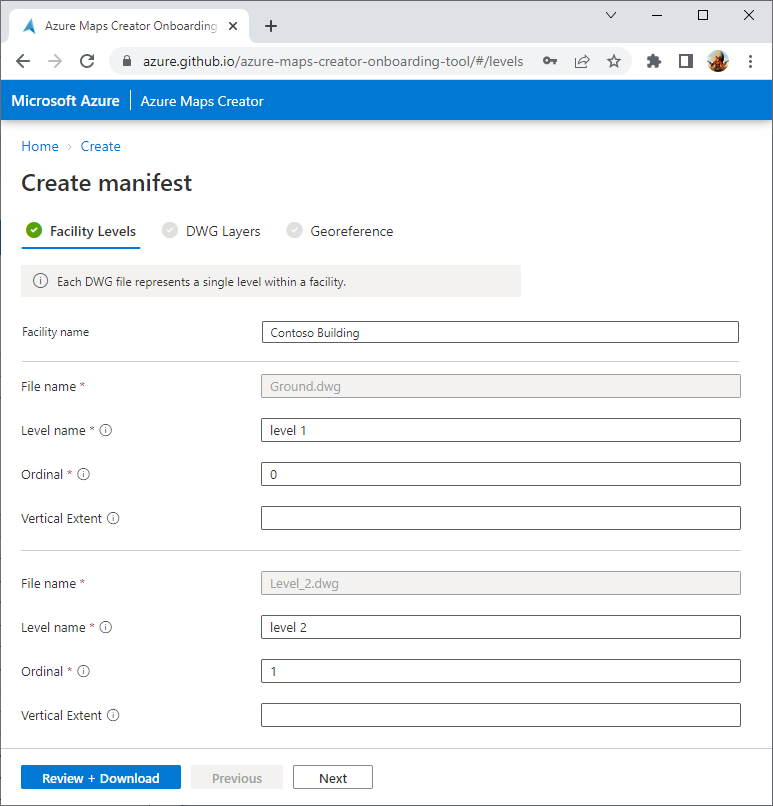 Azure Maps Creator Onboarding
azure.github.io/azure-maps-creator-onboarding-tool/#/levels
Microsoft Azure Azure Maps Creator
Home > Create
Create manifest
Facility Levels DWG Layers Georeference
Each DWG file represents a single level within a facility.
Facility name Contoso Building
File name * Ground.dwg
Level name * level 1
Ordinal * 0
Vertical Extent
File name * Level_2.dwg
Level name * level 2
Ordinal * 1
Vertical Extent
Review + Download Previous Next